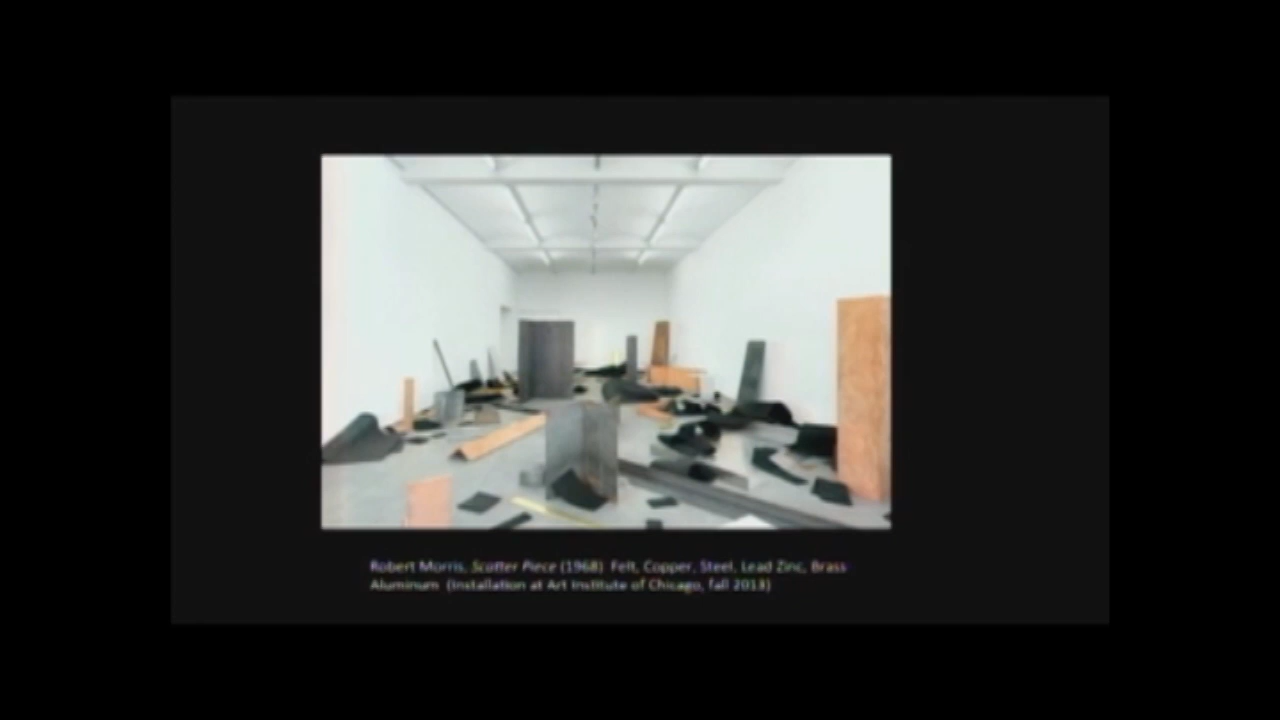 Robert Morris, Scatter Piece (1968) Felt, Copper, Steel, Lead Zinc, Brass
Aluminum (Installation at Art Institute of Chicago, fall 2013)